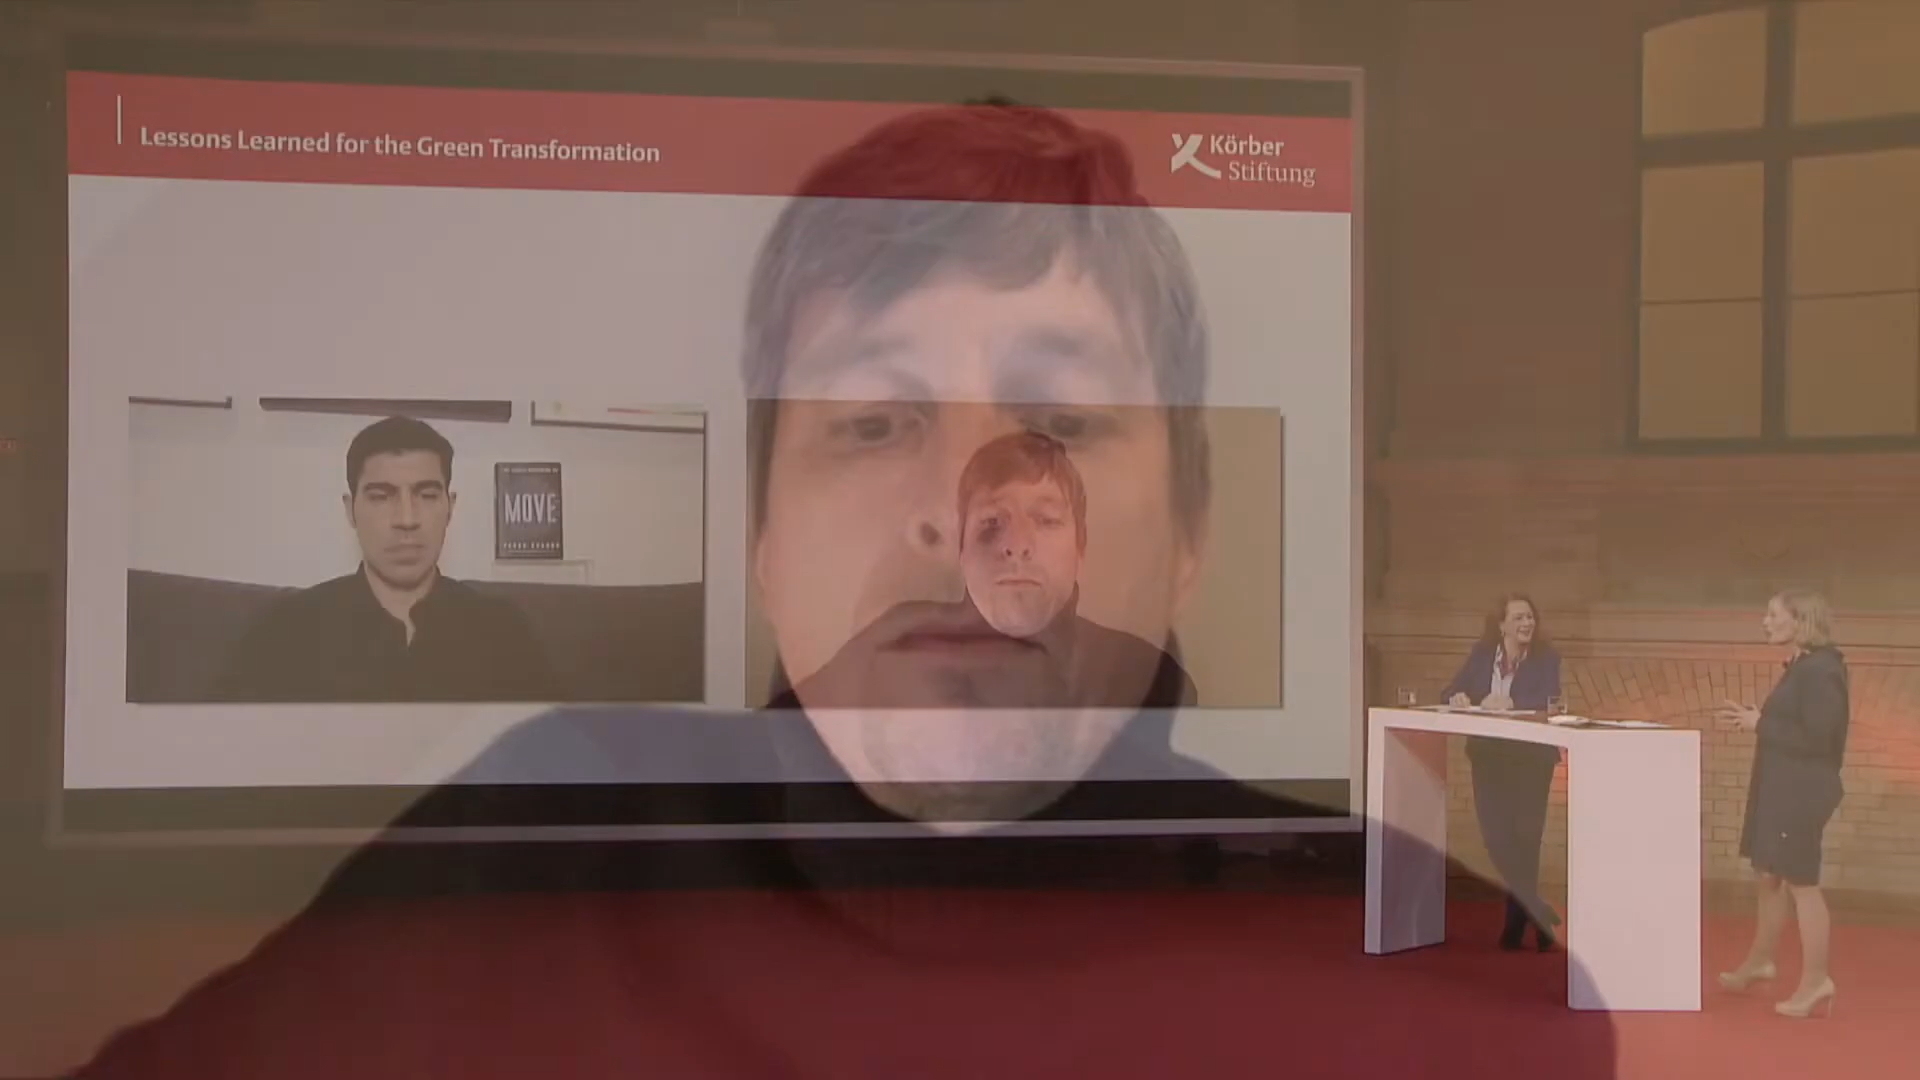 Lessons Learned for the Green Transformation
Körber
Stiftung
MOVE